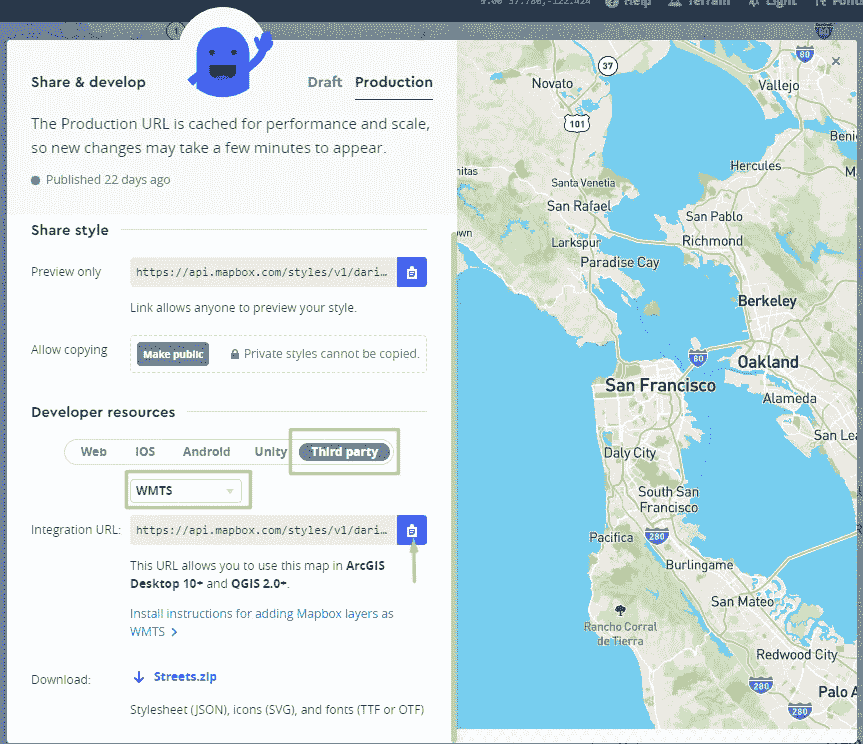 9.00 37.780,-122.424 Help Terrain Light
Share & develop
Draft Production
The Production URL is cached for performance and scale,
so new changes may take a few minutes to appear.
Published 22 days ago
Share style
Preview only
https://api.mapbox.com/styles/v1/dari...
Link allows anyone to preview your style.
Allow copying
Make public
Private styles cannot be copied.
Developer resources
Web iOS Android Unity Third party
WMTS
Integration URL:
https://api.mapbox.com/styles/v1/dari...
This URL allows you to use this map in ArcGIS
Desktop 10+ and QGIS 2.0+.
Install instructions for adding Mapbox layers as
WMTS
Download:
Streets.zip
Stylesheet (JSON), icons (SVG), and fonts (TTF or OTF)
80
37
Novato
Vallejo
101
Beni
Hercules
nitas
Santa Venetia
San Rafael
San Pablo
Larkspur
Richmond
Paradise Cay
Berkeley
80
Oakland
San Francisco
Alameda
San Lea
Daly City
South San
Francisco
Pacifica
280
Burlingame
San Mateo
Rancho Corral
de Tierra
Redwood City
280
Palo A
280